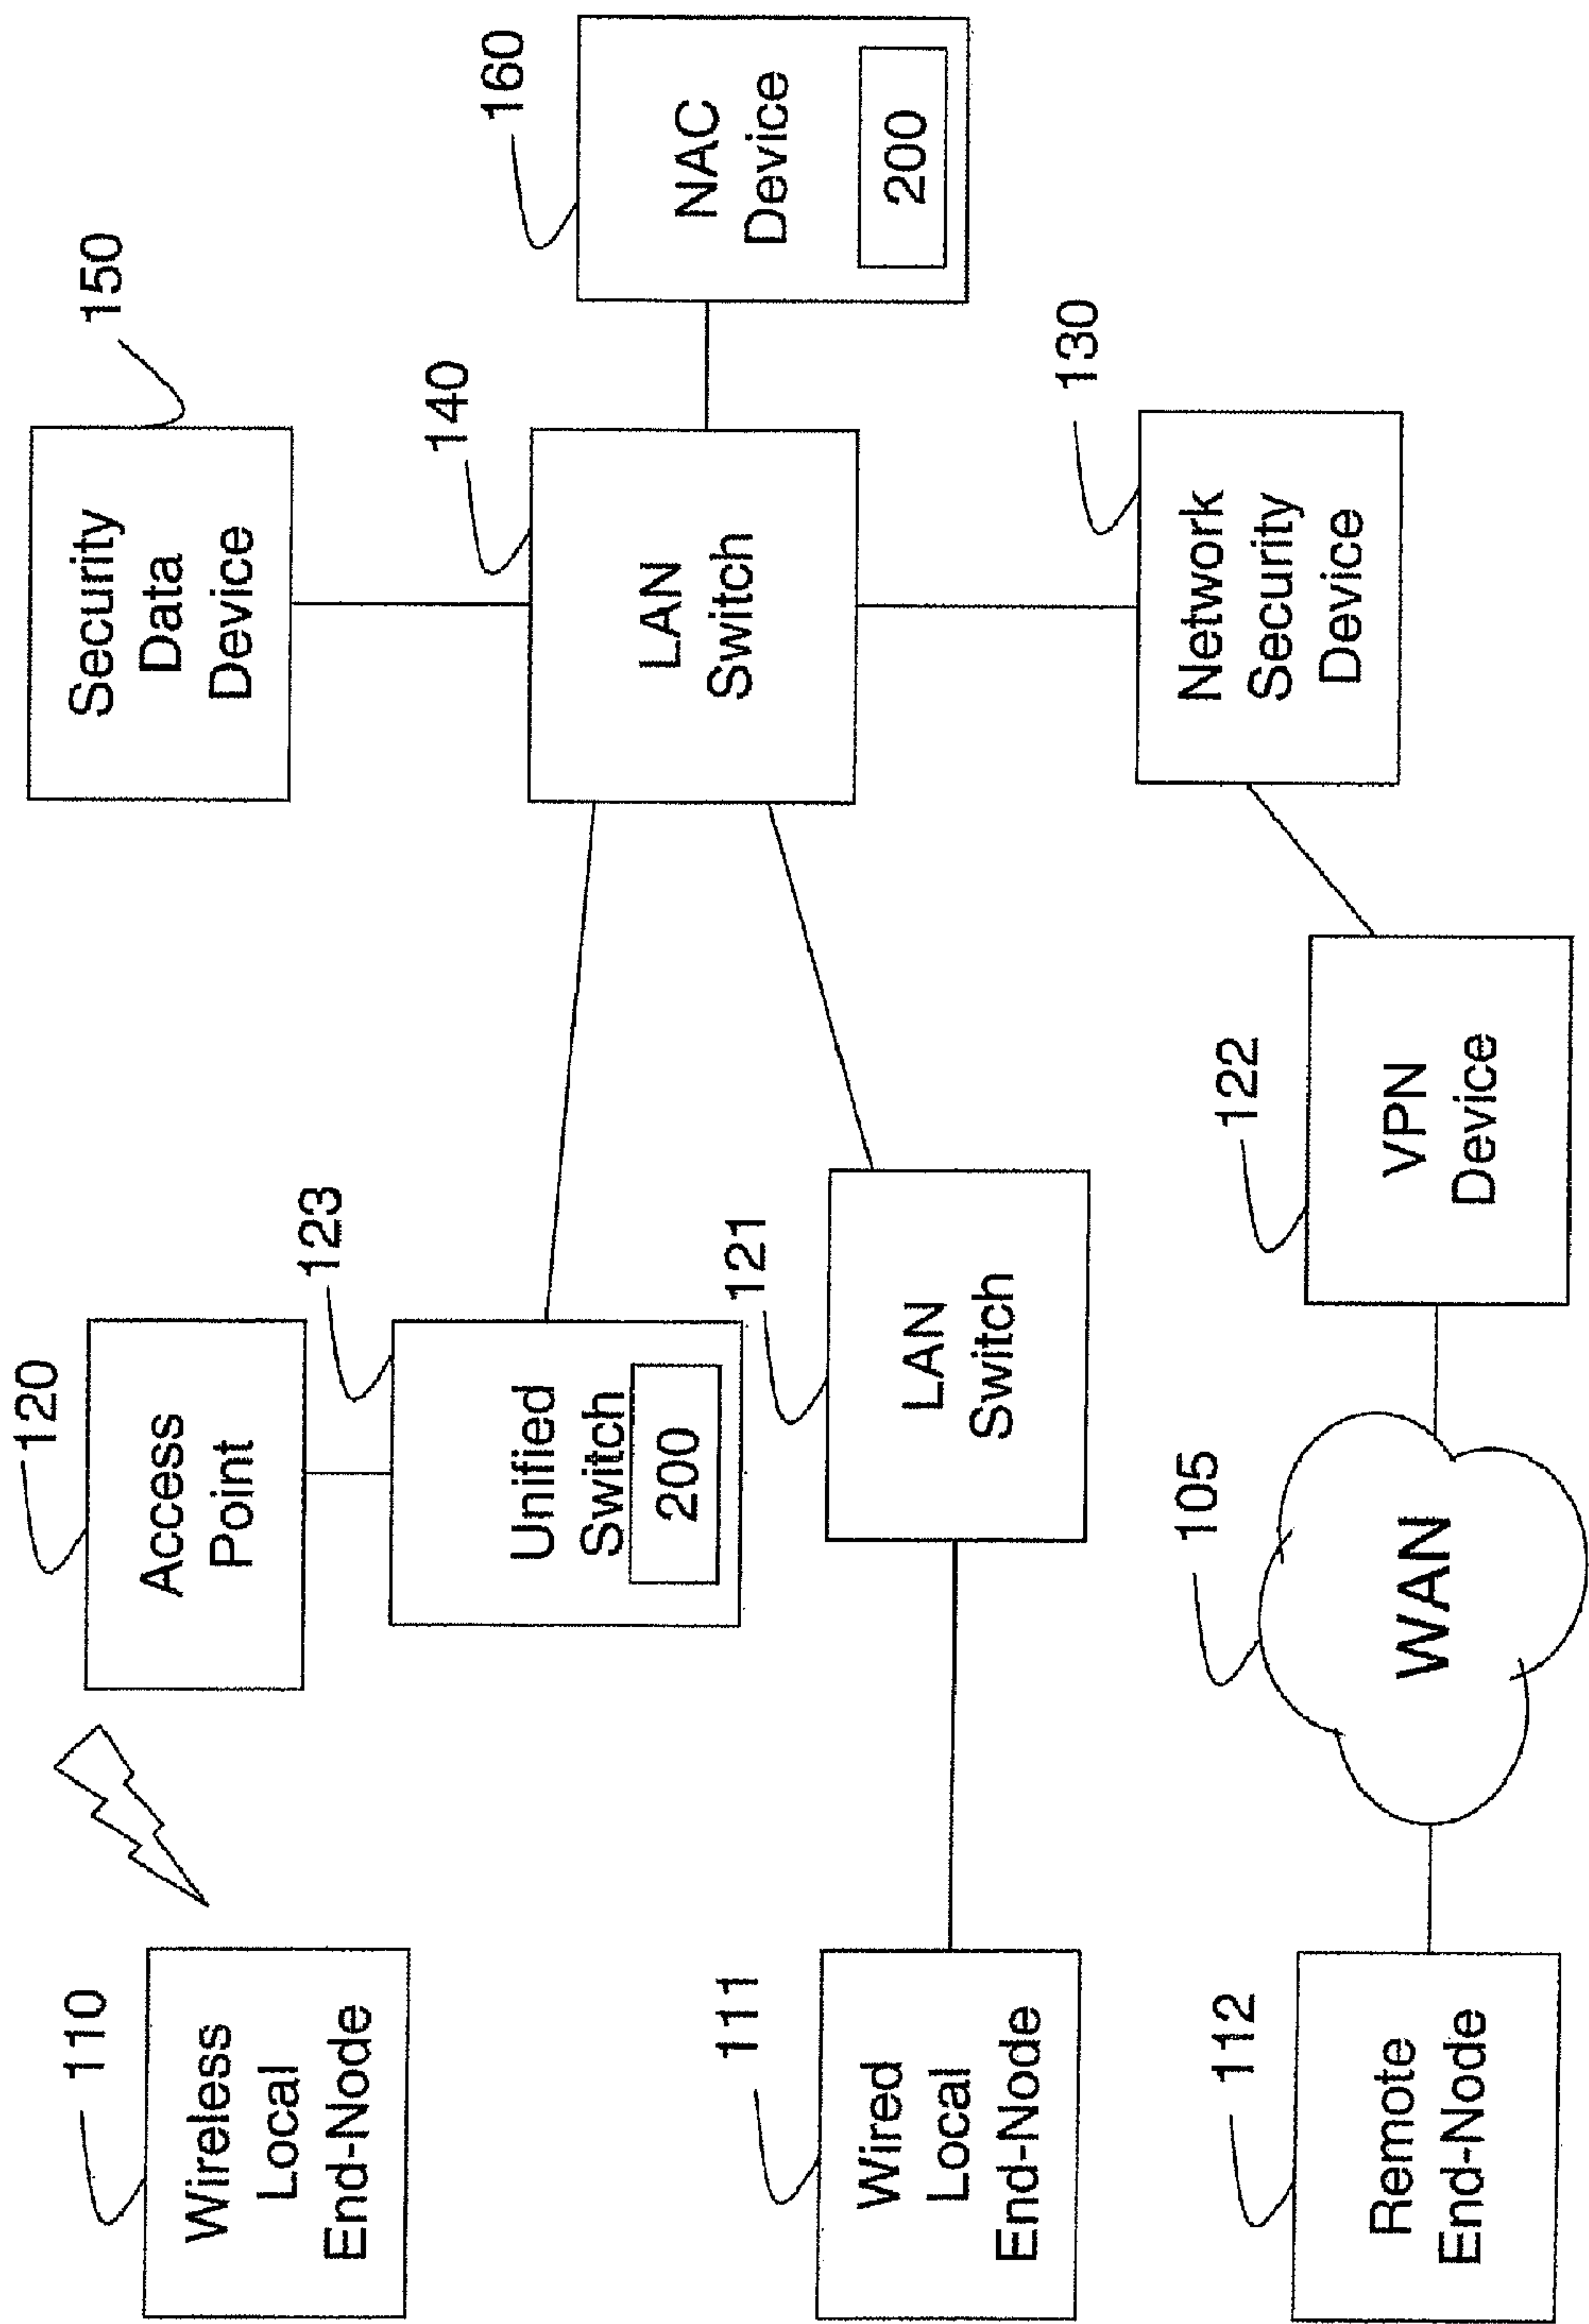 110
Wireless
Local
End-Node
120
Access
Point
123
Unified
Switch
200
150
Security
Data
Device
140
LAN
Switch
160
NAC
Device
200
111
Wired
Local
End-Node
121
LAN
Switch
130
Network
Security
Device
112
Remote
End-Node
105
WAN
122
VPN
Device